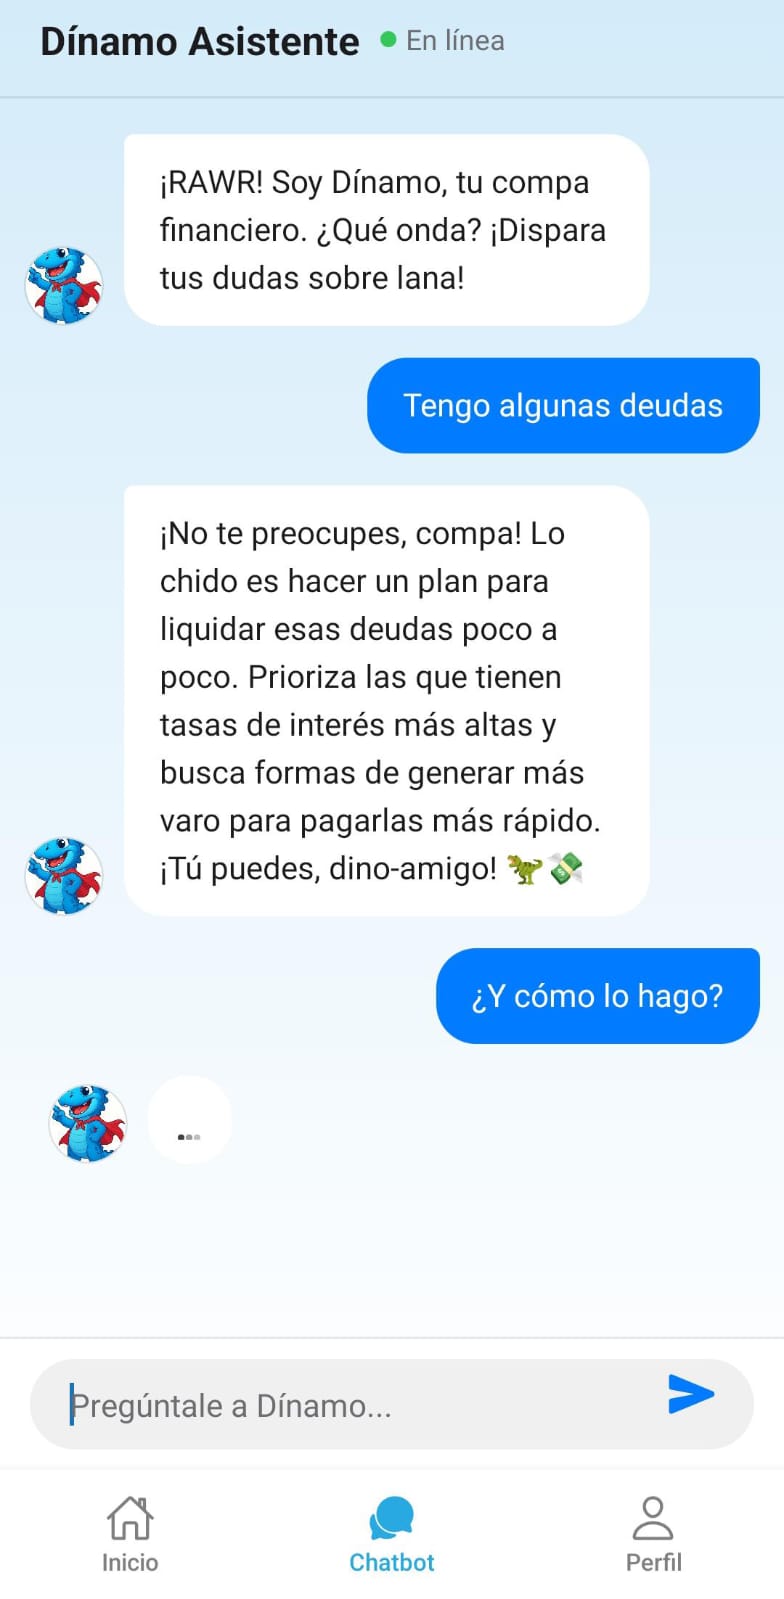 Dínamo Asistente
En línea
¡RAWR! Soy Dínamo, tu compa
financiero. ¿Qué onda? ¡Dispara
tus dudas sobre lana!
Tengo algunas deudas
¡No te preocupes, compa! Lo
chido es hacer un plan para
liquidar esas deudas poco a
poco. Prioriza las que tienen
tasas de interés más altas y
busca formas de generar más
varo para pagarlas más rápido.
¡Tú puedes, dino-amigo! 🦖💸
¿Y cómo lo hago?
...
Pregúntale a Dínamo...
Inicio
Chatbot
Perfil